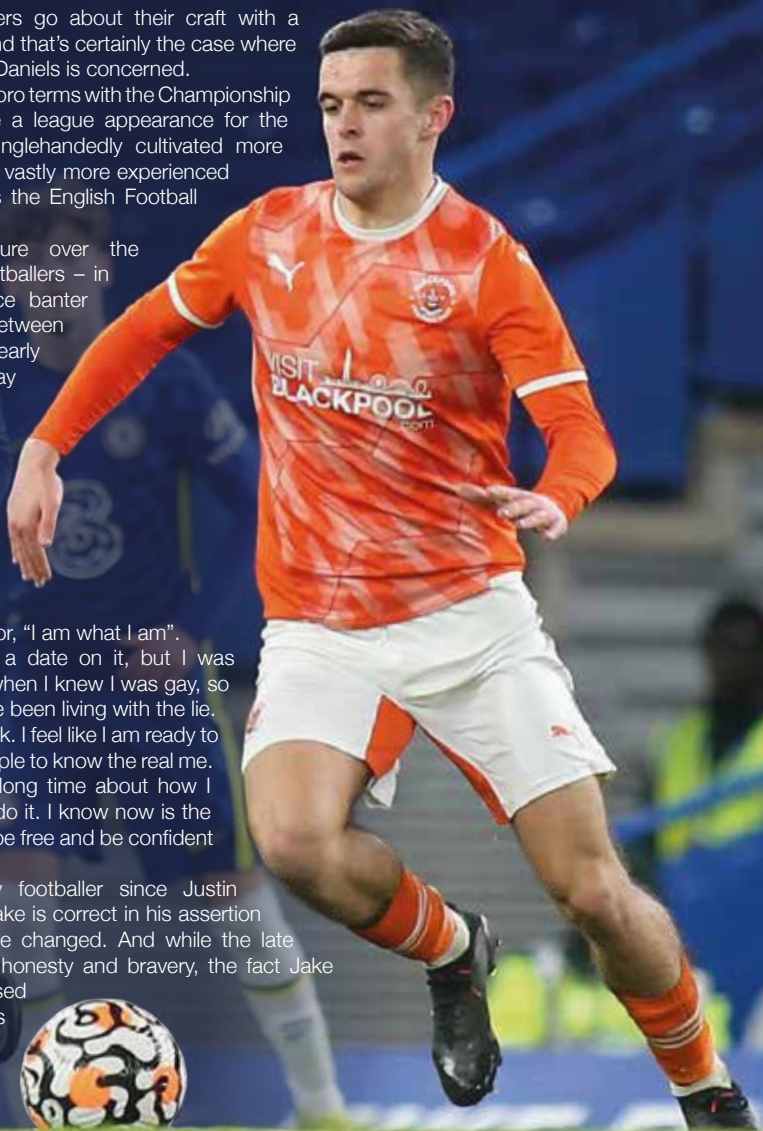 ers go about their craft with a
nd that's certainly the case where
Daniels is concerned.
pro terms with the Championship
e a league appearance for the
nglehandedly cultivated more
vastly more experienced
s the English Football
ure over the
tballers – in
ce banter
etween
early
ay
or, "I am what I am".
a date on it, but I was
when I knew I was gay, so
e been living with the lie.
k. I feel like I am ready to
ple to know the real me.
long time about how I
do it. I know now is the
be free and be confident
y footballer since Justin
ake is correct in his assertion
e changed. And while the late
honesty and bravery, the fact Jake
sed
s
VISIT
BLACKPOOL
.com
3